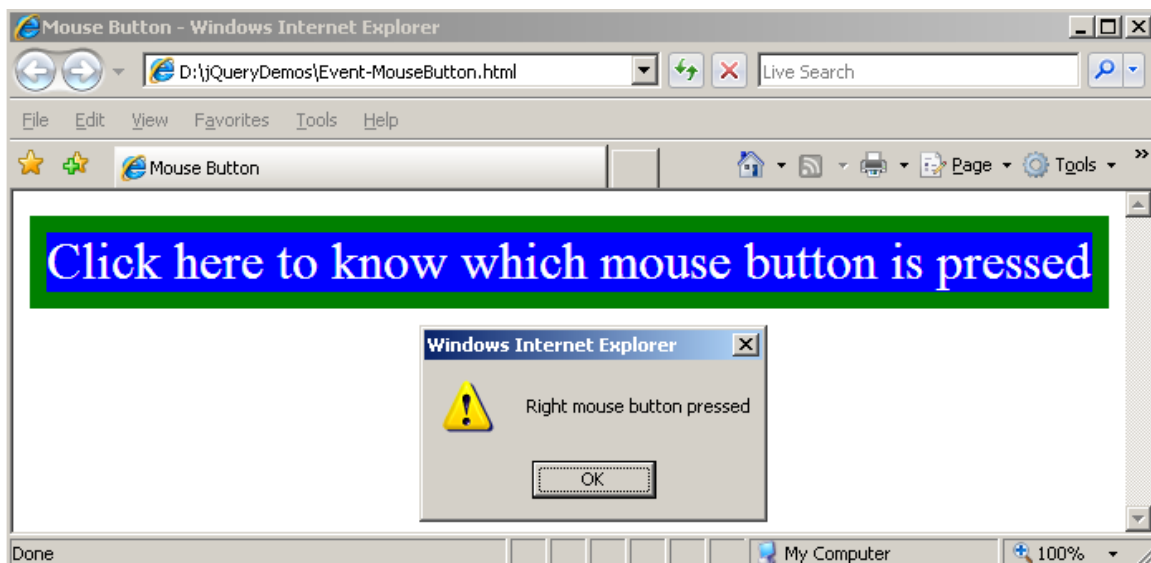 Mouse Button - Windows Internet Explorer
D:\jQueryDemos\Event-MouseButton.html
Live Search
File Edit View Favorites Tools Help
Mouse Button
Page Tools
Click here to know which mouse button is pressed
Windows Internet Explorer
Right mouse button pressed
OK
Done
My Computer
100%